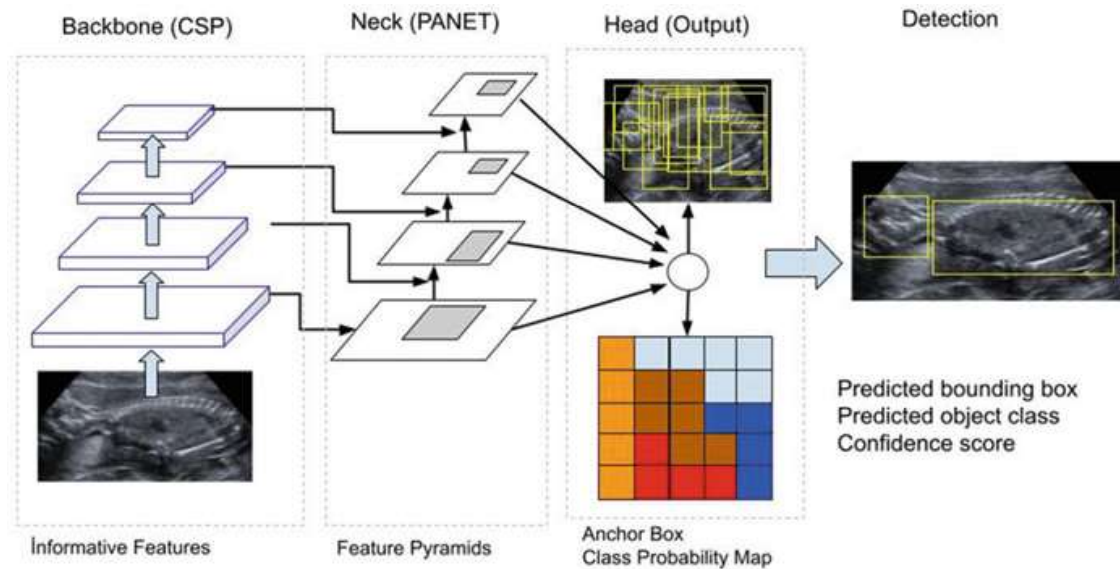 Backbone (CSP)
Neck (PANET)
Head (Output)
Detection
Predicted bounding box
Predicted object class
Confidence score
İnformative Features
Feature Pyramids
Anchor Box
Class Probability Map